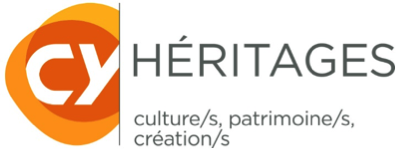 CY
HÉRITAGES
culture/s, patrimoine/s,
création/s